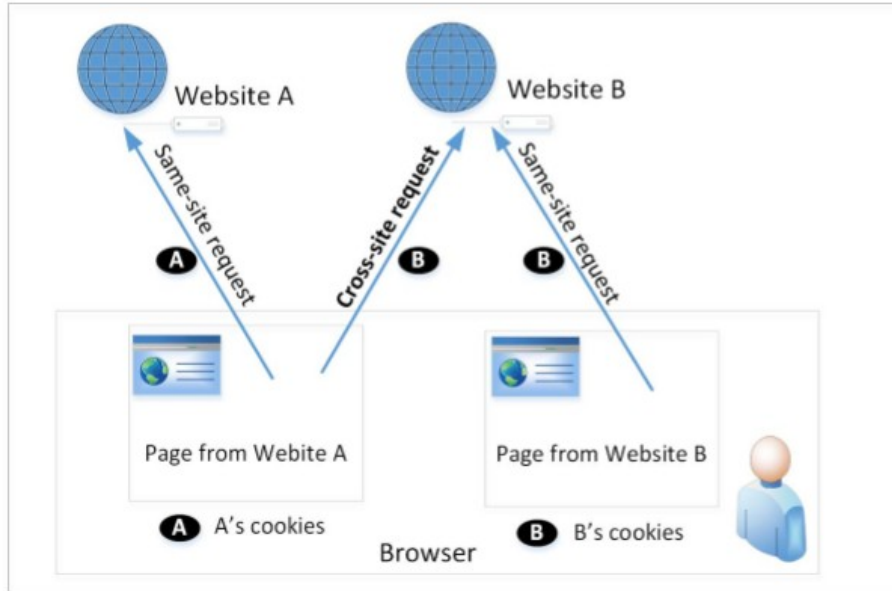 Website A
Website B
Same-site request
A
Cross-site request
B
Same-site request
B
Page from Webite A
Page from Website B
A A's cookies
B B's cookies
Browser